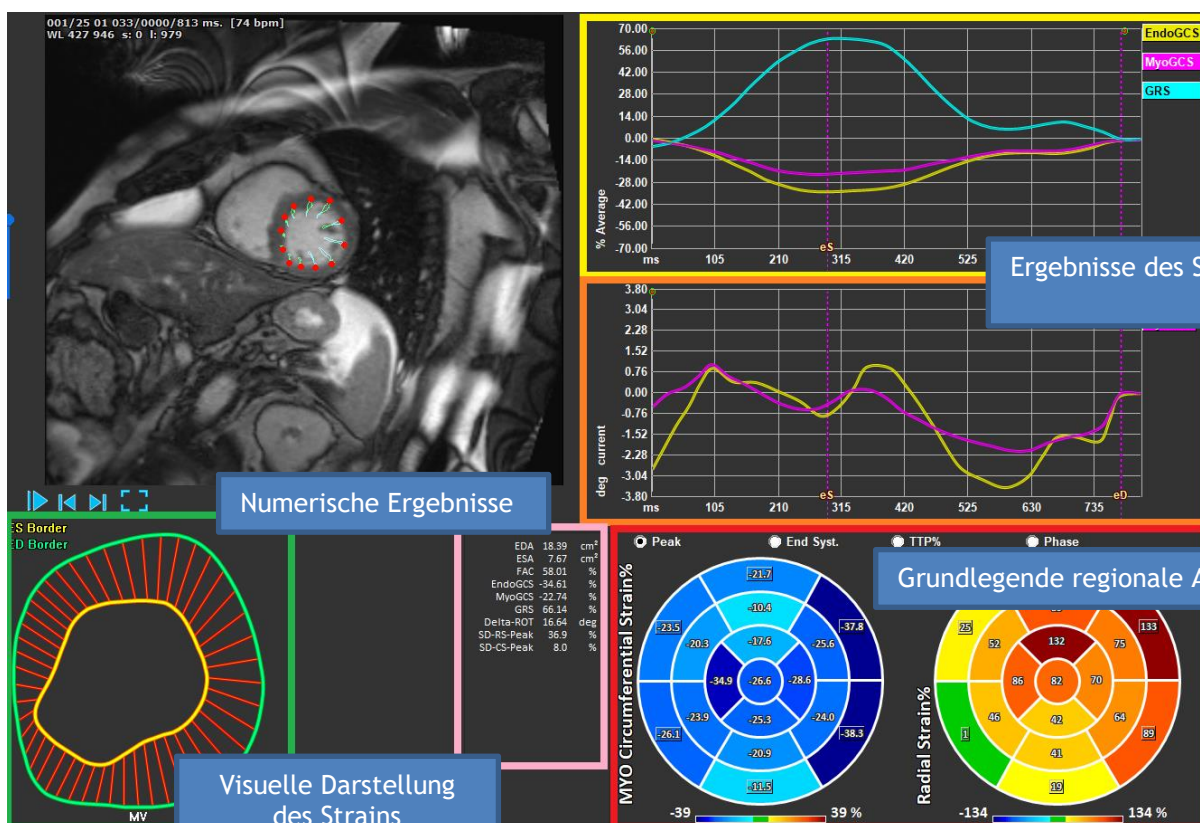 001/25 01 033/0000/813 ms. [74 bpm]
WL 427 946 s: 0 l: 979
Numerische Ergebnisse
ES Border
ED Border
MV
Visuelle Darstellung
des Strains
EDA 18.39 cm²
ESA 7.67 cm²
FAC 58.01 %
EndoGCS -34.61 %
MyoGCS -22.74 %
GRS 66.14 %
Delta-ROT 16.64 deg
SD-RS-Peak 36.9 %
SD-CS-Peak 8.0 %
70.00
56.00
42.00
28.00
14.00
0.00
-14.00
-28.00
-42.00
-56.00
-70.00
% Average
eS
ms 105 210 315 420 525
EndoGCS
MyoGCS
GRS
Ergebnisse des S
3.80
3.04
2.28
1.52
0.76
0.00
-0.76
-1.52
-2.28
-3.04
-3.80
deg current
eS eD
ms 105 210 315 420 525 630 735
Peak End Syst. TTP% Phase
Grundlegende regionale A
MYO Circumferential Strain%
-21.7
-10.4
-23.5 -17.6 -37.8
-20.3 -25.6
-34.9 -26.6 -28.6
-23.9 -25.3 -24.0
-26.1 -20.9 -38.3
-11.5
-39 39 %
Radial Strain%
25 132 133
52 75
86 82 70
46 42 64
1 41 89
19
-134 134 %